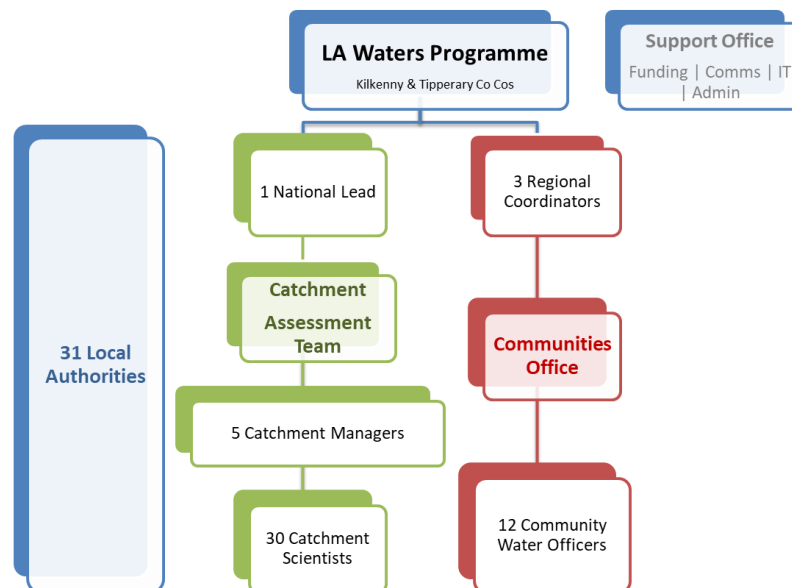 LA Waters Programme
Kilkenny & Tipperary Co Cos
Support Office
Funding | Comms | IT
| Admin
1 National Lead
3 Regional
Coordinators
Catchment
Assessment
Team
Communities
Office
31 Local
Authorities
5 Catchment Managers
30 Catchment
Scientists
12 Community
Water Officers